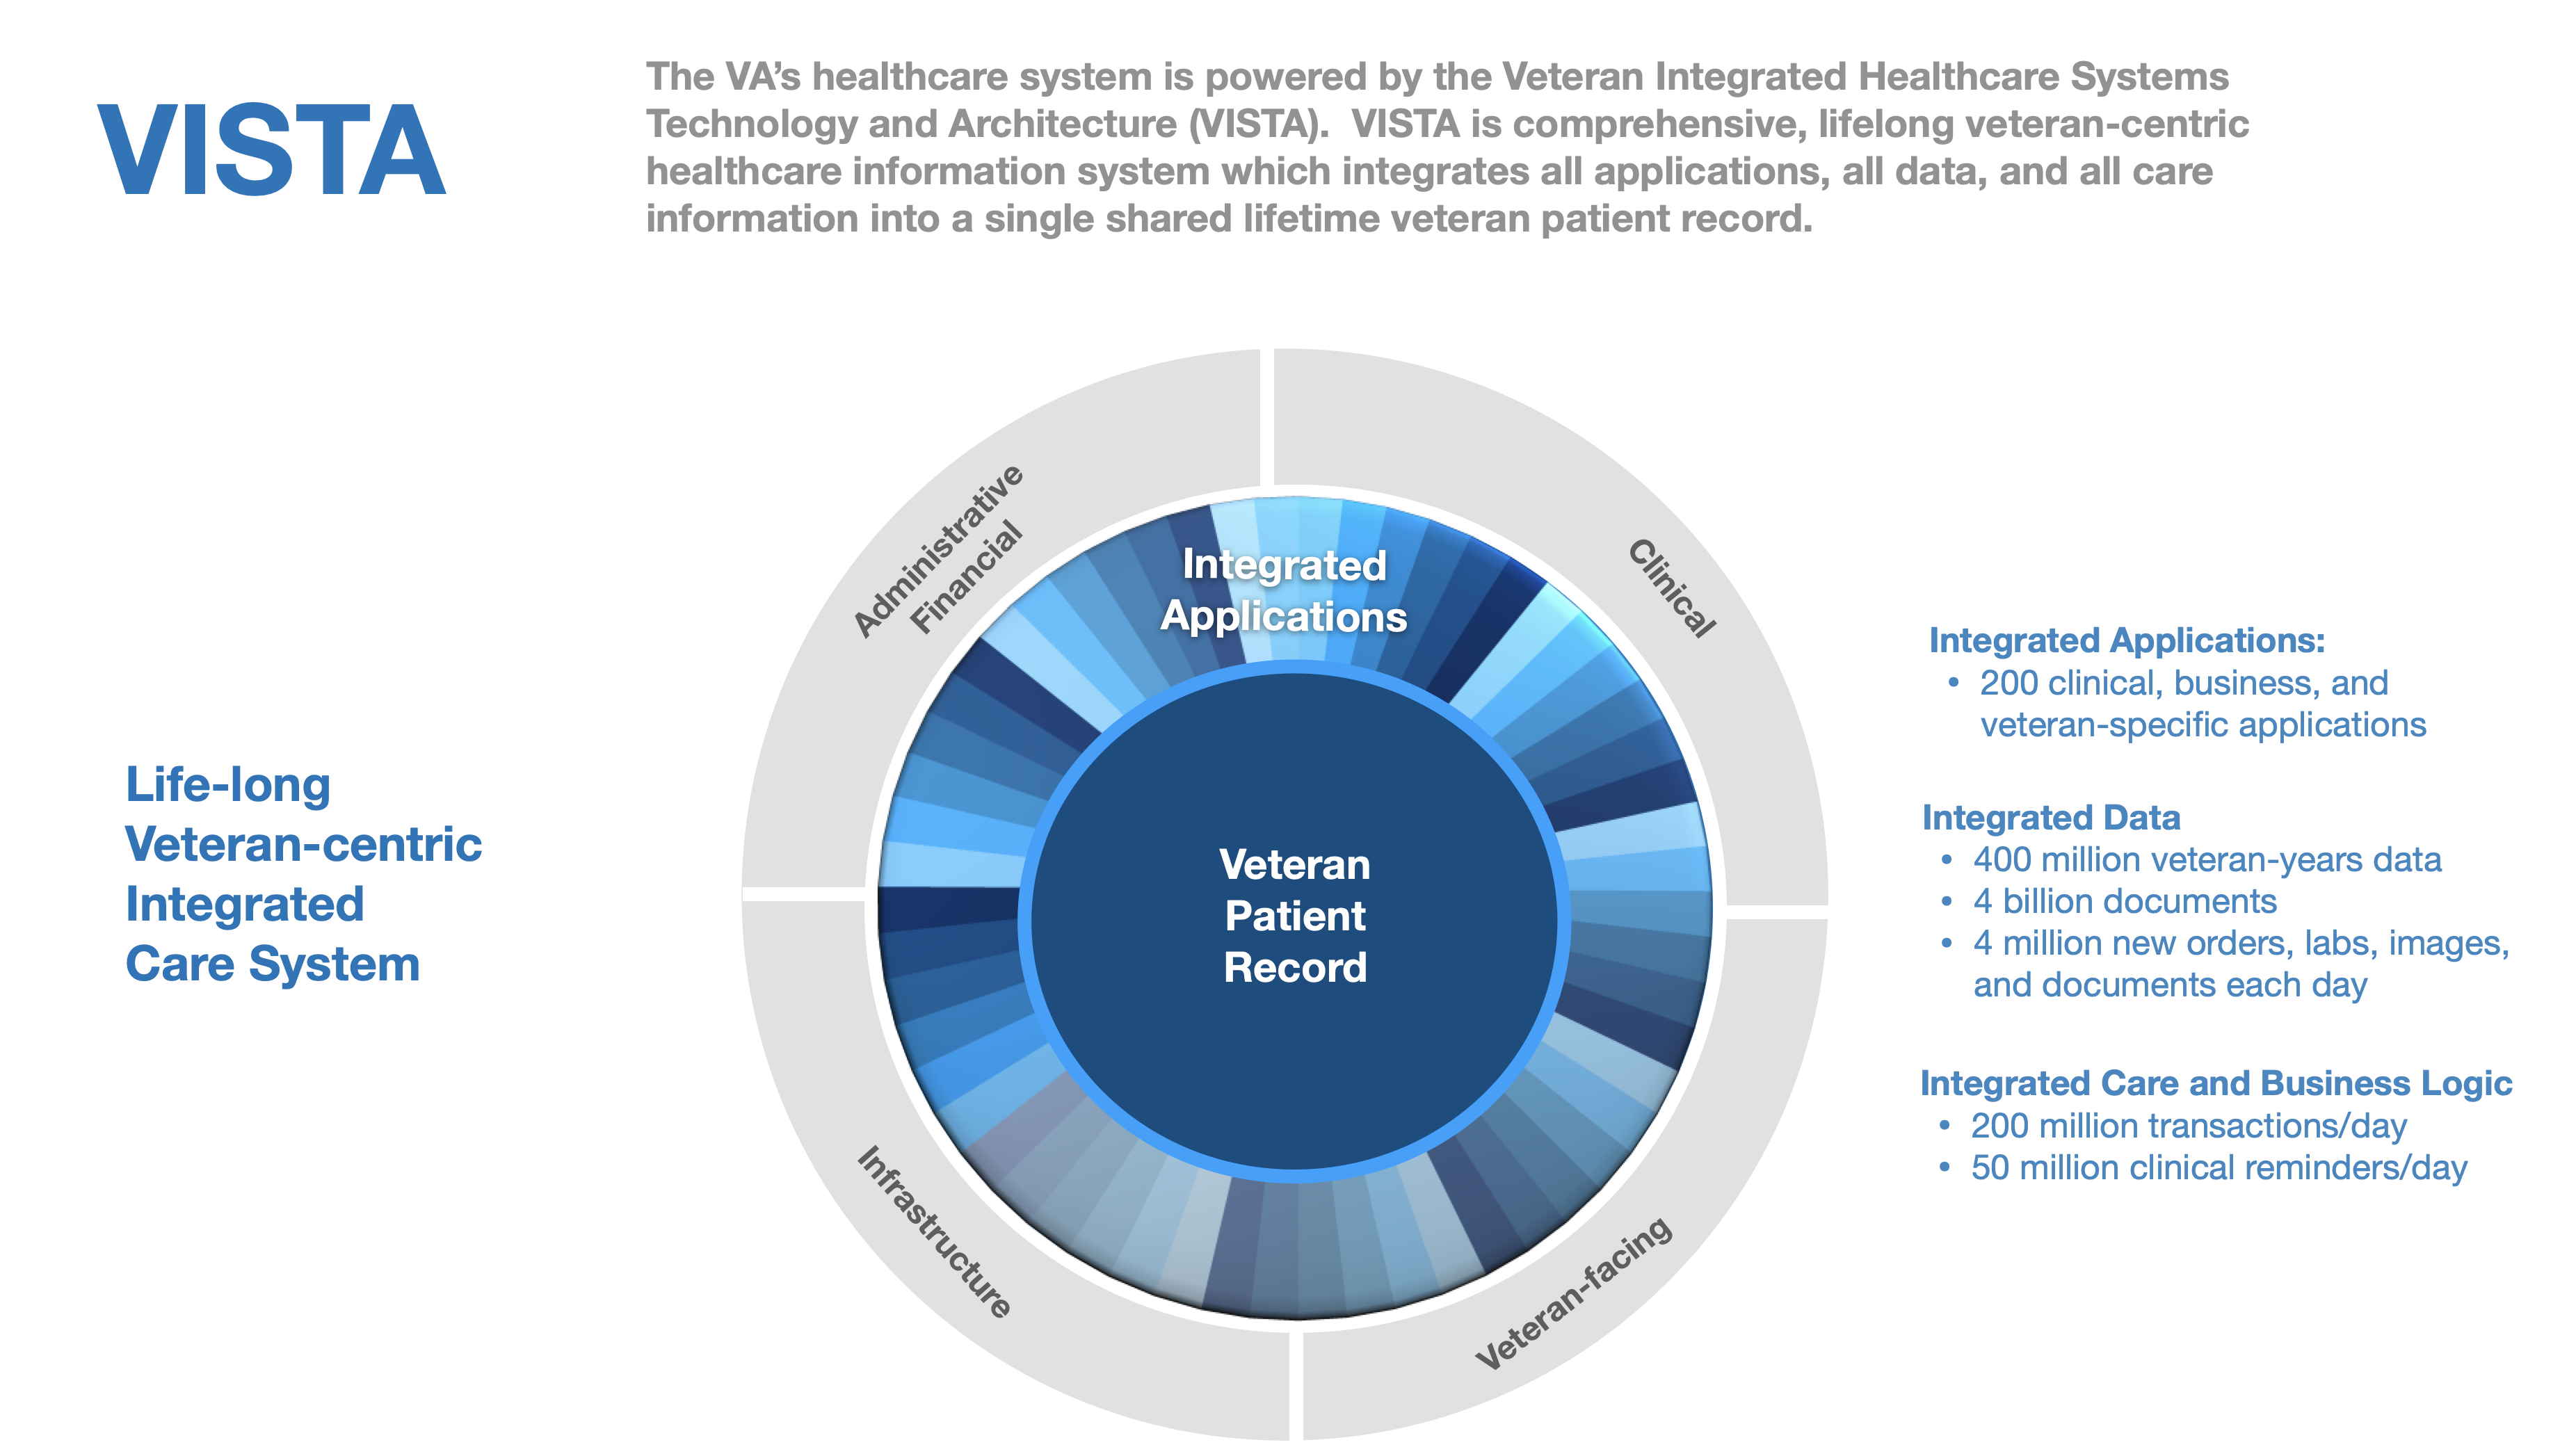 VISTA
The VA’s healthcare system is powered by the Veteran Integrated Healthcare Systems
Technology and Architecture (VISTA).  VISTA is comprehensive, lifelong veteran-centric
healthcare information system which integrates all applications, all data, and all care
information into a single shared lifetime veteran patient record.
Life-long
Veteran-centric
Integrated
Care System
Administrative
Financial
Clinical
Integrated
Applications
Veteran
Patient
Record
Infrastructure
Veteran-facing
Integrated Applications:
• 200 clinical, business, and
veteran-specific applications
Integrated Data
• 400 million veteran-years data
• 4 billion documents
• 4 million new orders, labs, images,
and documents each day
Integrated Care and Business Logic
• 200 million transactions/day
• 50 million clinical reminders/day